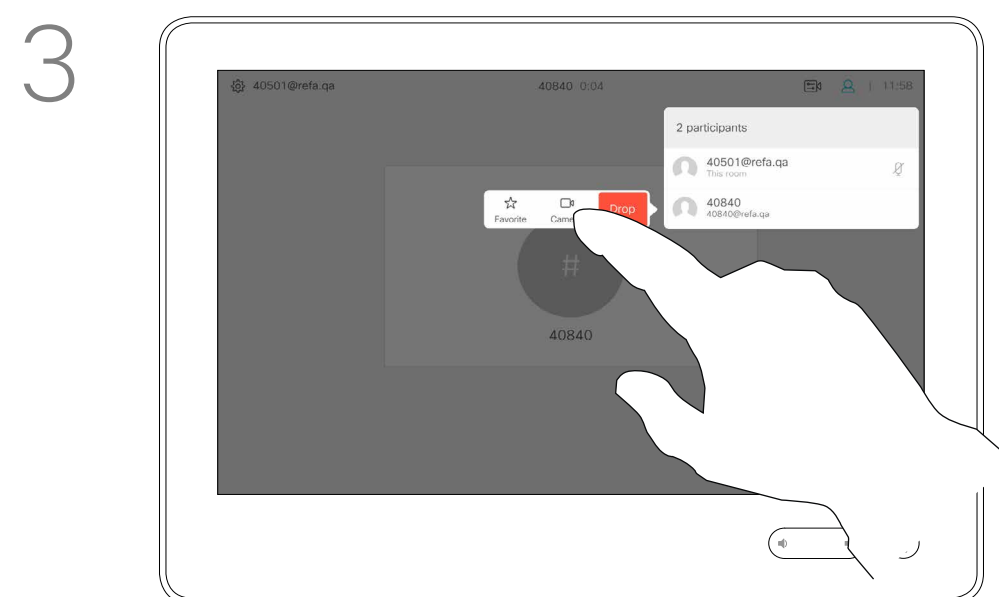 3
40501@refa.qa 40840 0:04 | 11:58
2 participants
40501@refa.qa
This room
40840
40840@refa.qa
Favorite Drop
#
40840